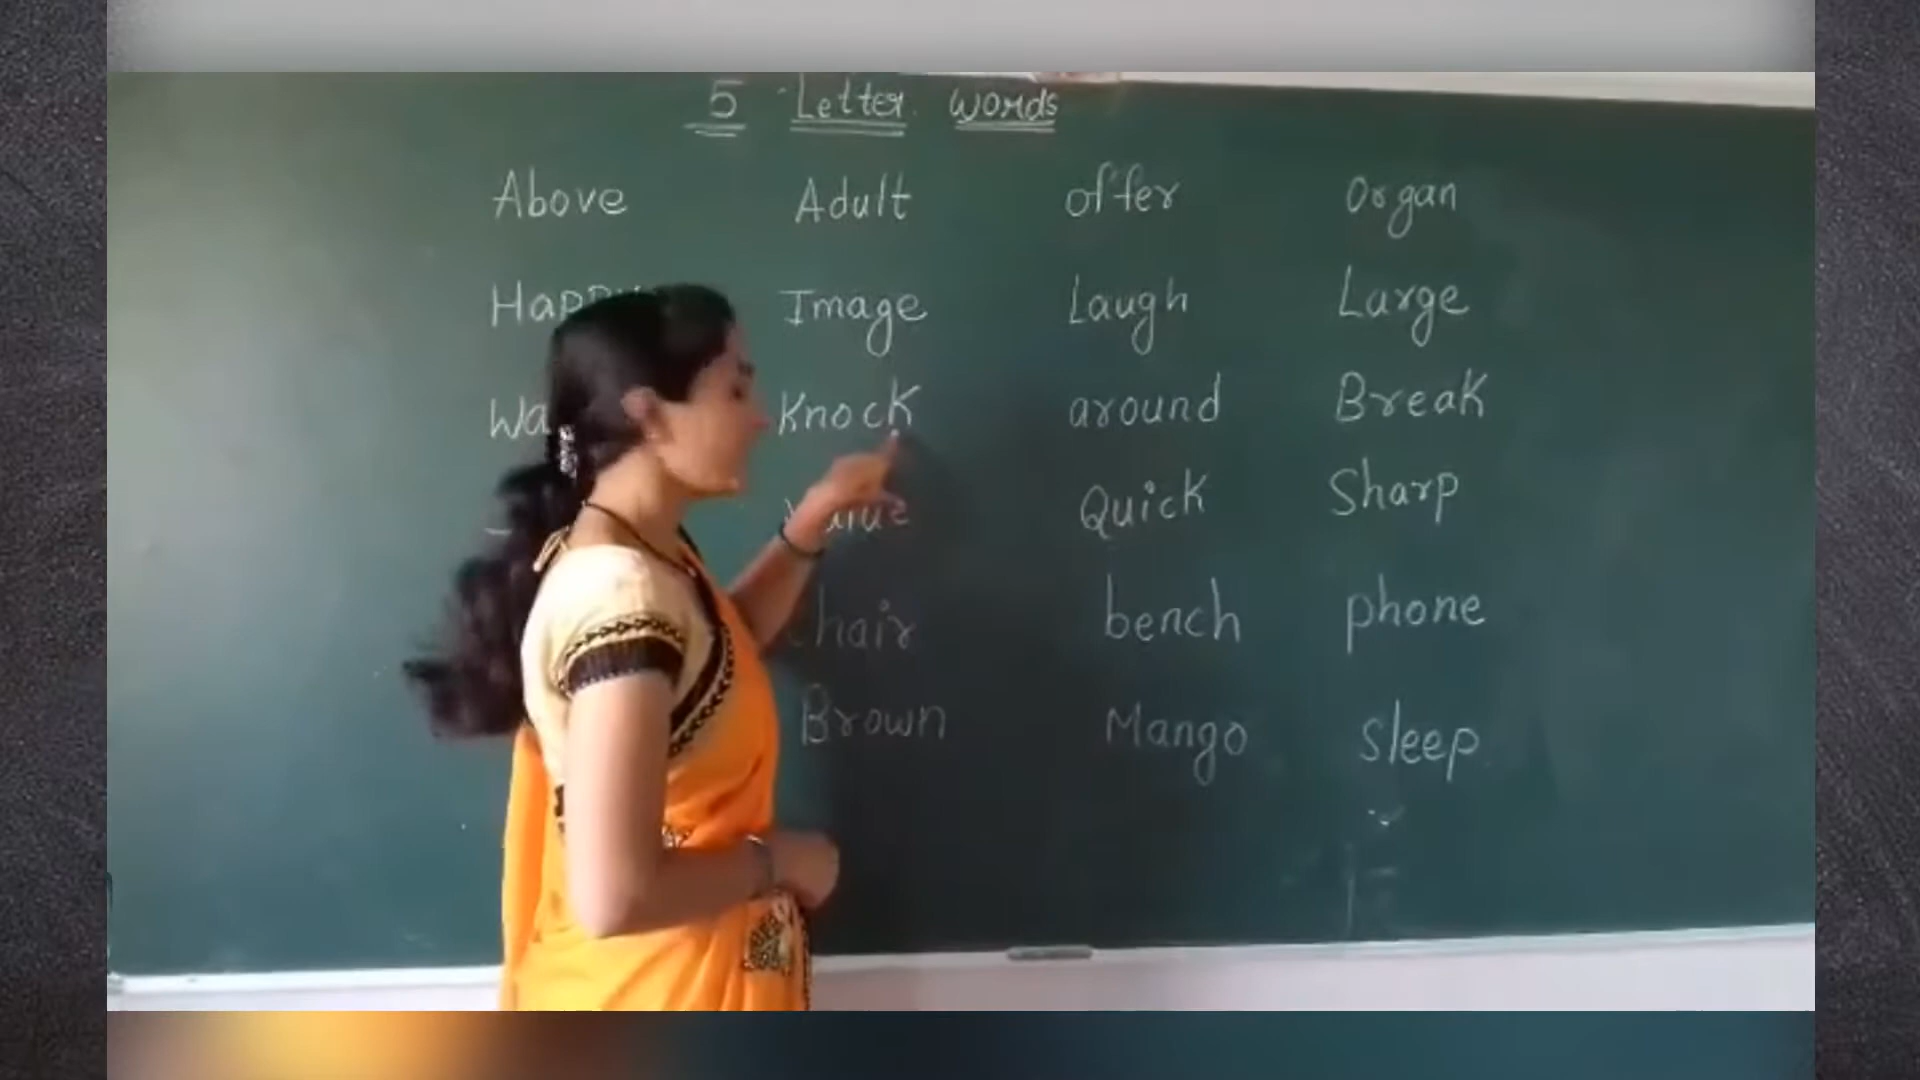 5 Letter words
Above Adult offer Organ
Happy Image Laugh Large
Knock around Break
Value Quick Sharp
chair bench phone
Brown Mango sleep